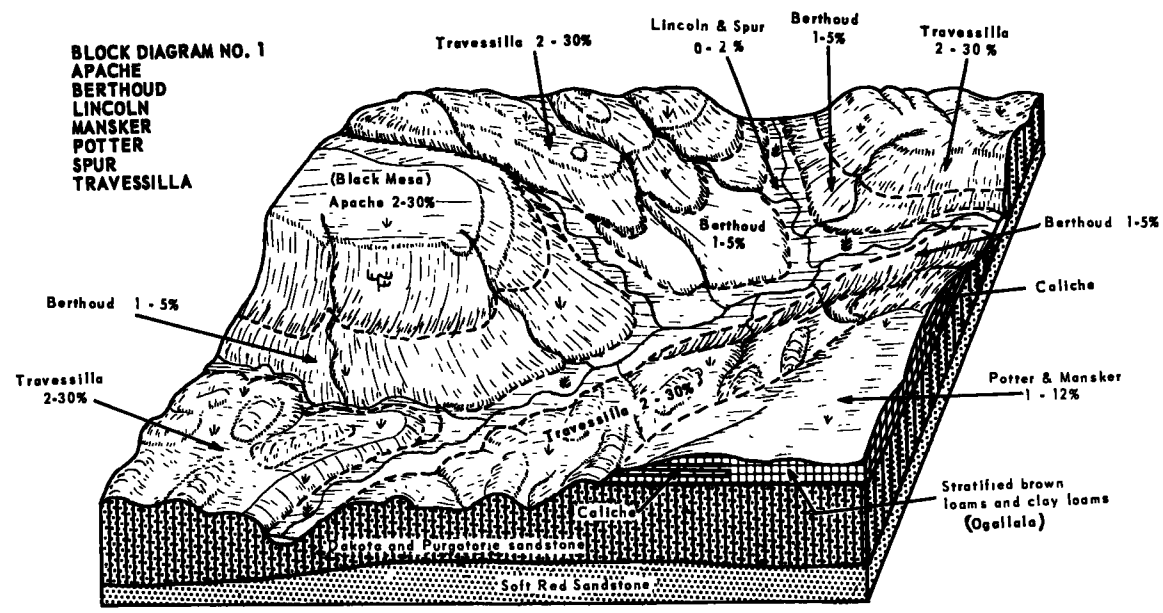 BLOCK DIAGRAM NO. 1
APACHE
BERTHOUD
LINCOLN
MANSKER
POTTER
SPUR
TRAVESSILLA
Travessilla 2 - 30%
Lincoln & Spur
0 - 2 %
Berthoud
1-5%
Travessilla
2 - 30 %
(Black Mesa)
Apache 2-30%
Berthoud
1-5%
Berthoud 1-5%
Caliche
Berthoud 1 - 5%
Travessilla
2-30%
Potter & Mansker
1 - 12%
Travessilla 2 - 30%
Stratified brown
loams and clay loams
(Ogallala)
Caliche
Dakota and Purgatorie sandstone
Soft Red Sandstone